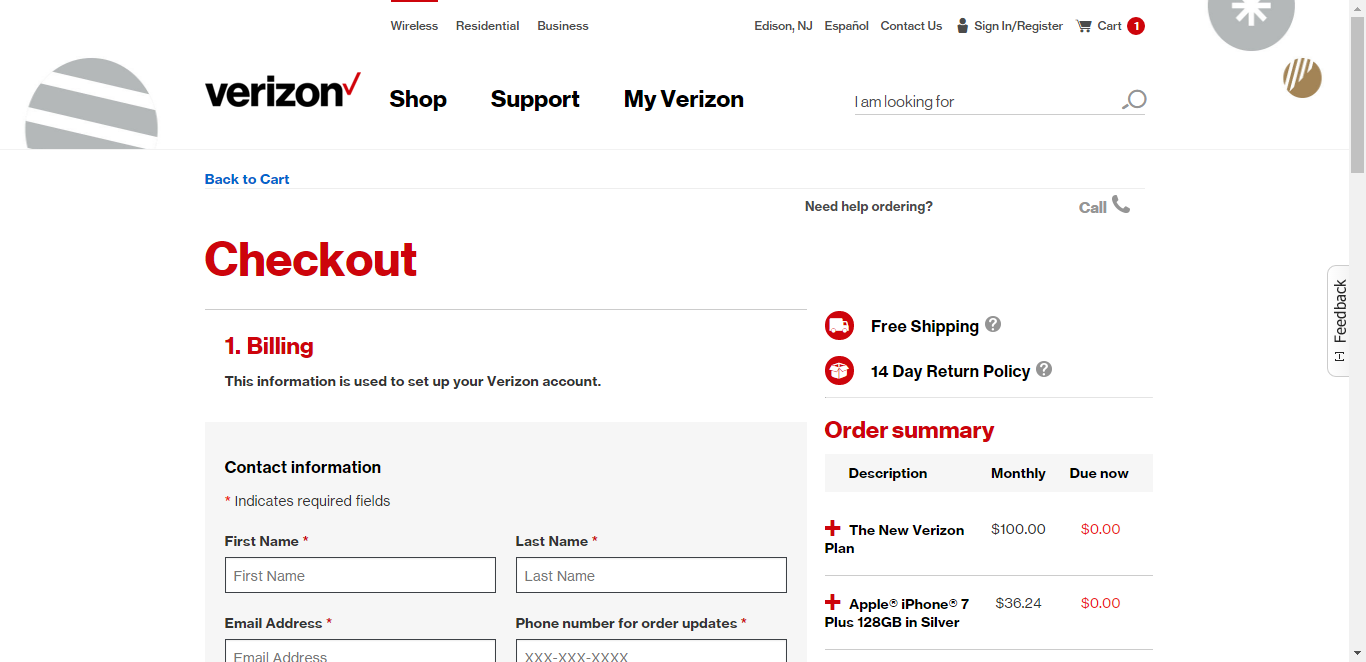 Wireless Residential Business
Edison, NJ Español Contact Us Sign In/Register Cart 1
verizon Shop Support My Verizon
I am looking for
Back to Cart
Need help ordering? Call
Checkout
1. Billing
This information is used to set up your Verizon account.
Contact information
* Indicates required fields
First Name * Last Name *
First Name Last Name
Email Address * Phone number for order updates *
Email Address XXX-XXX-XXXX
Free Shipping ?
14 Day Return Policy ?
Order summary
Description Monthly Due now
The New Verizon Plan $100.00 $0.00
Apple® iPhone® 7 Plus 128GB in Silver $36.24 $0.00
[-] Feedback